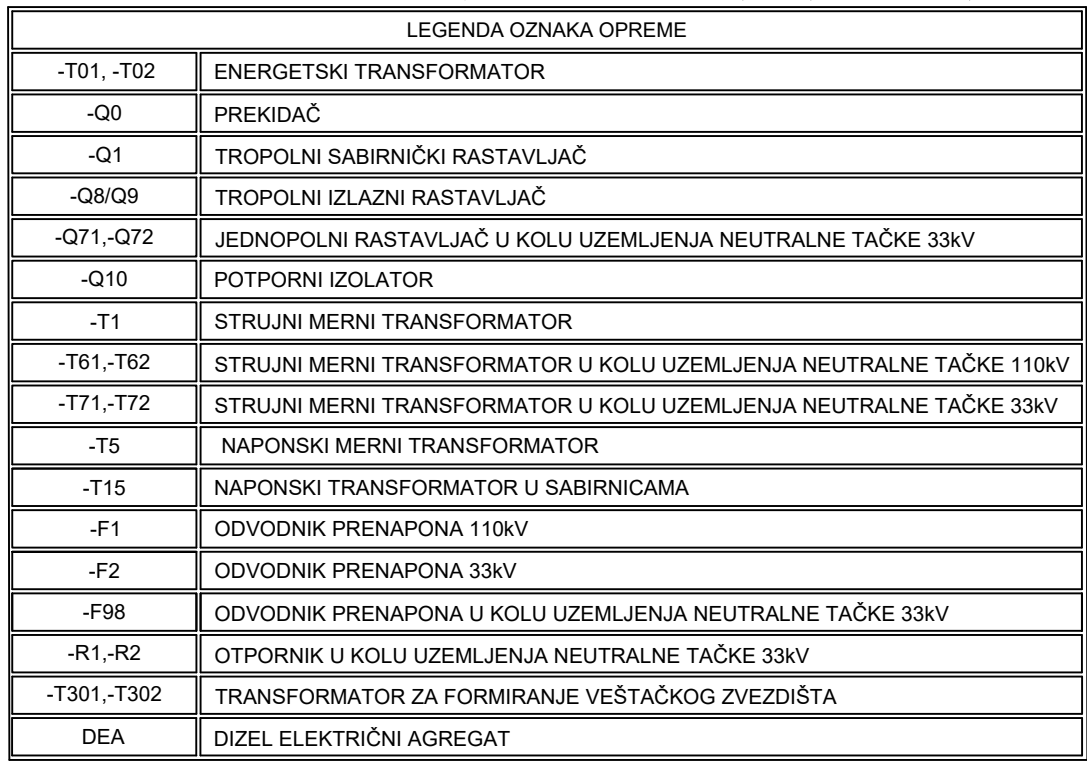 LEGENDA OZNAKA OPREME
-T01, -T02 ENERGETSKI TRANSFORMATOR
-Q0 PREKIDAČ
-Q1 TROPOLNI SABIRNIČKI RASTAVLJAČ
-Q8/Q9 TROPOLNI IZLAZNI RASTAVLJAČ
-Q71,-Q72 JEDNOPOLNI RASTAVLJAČ U KOLU UZEMLJENJA NEUTRALNE TAČKE 33kV
-Q10 POTPORNI IZOLATOR
-T1 STRUJNI MERNI TRANSFORMATOR
-T61,-T62 STRUJNI MERNI TRANSFORMATOR U KOLU UZEMLJENJA NEUTRALNE TAČKE 110kV
-T71,-T72 STRUJNI MERNI TRANSFORMATOR U KOLU UZEMLJENJA NEUTRALNE TAČKE 33kV
-T5 NAPONSKI MERNI TRANSFORMATOR
-T15 NAPONSKI TRANSFORMATOR U SABIRNICAMA
-F1 ODVODNIK PRENAPONA 110kV
-F2 ODVODNIK PRENAPONA 33kV
-F98 ODVODNIK PRENAPONA U KOLU UZEMLJENJA NEUTRALNE TAČKE 33kV
-R1,-R2 OTPORNIK U KOLU UZEMLJENJA NEUTRALNE TAČKE 33kV
-T301,-T302 TRANSFORMATOR ZA FORMIRANJE VEŠTAČKOG ZVEZDIŠTA
DEA DIZEL ELEKTRIČNI AGREGAT